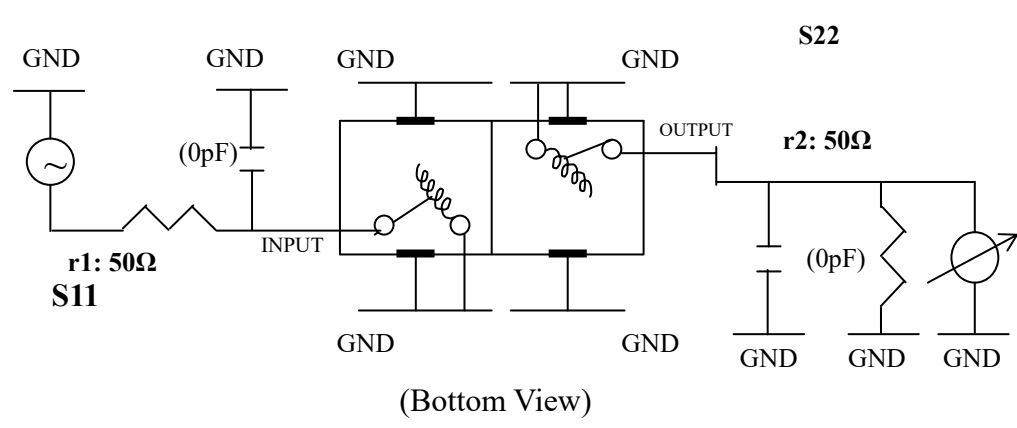 S22
GND
GND
GND
GND
(0pF)
OUTPUT
r2: 50Ω
INPUT
r1: 50Ω
(0pF)
S11
GND
GND
GND
GND
GND
(Bottom View)